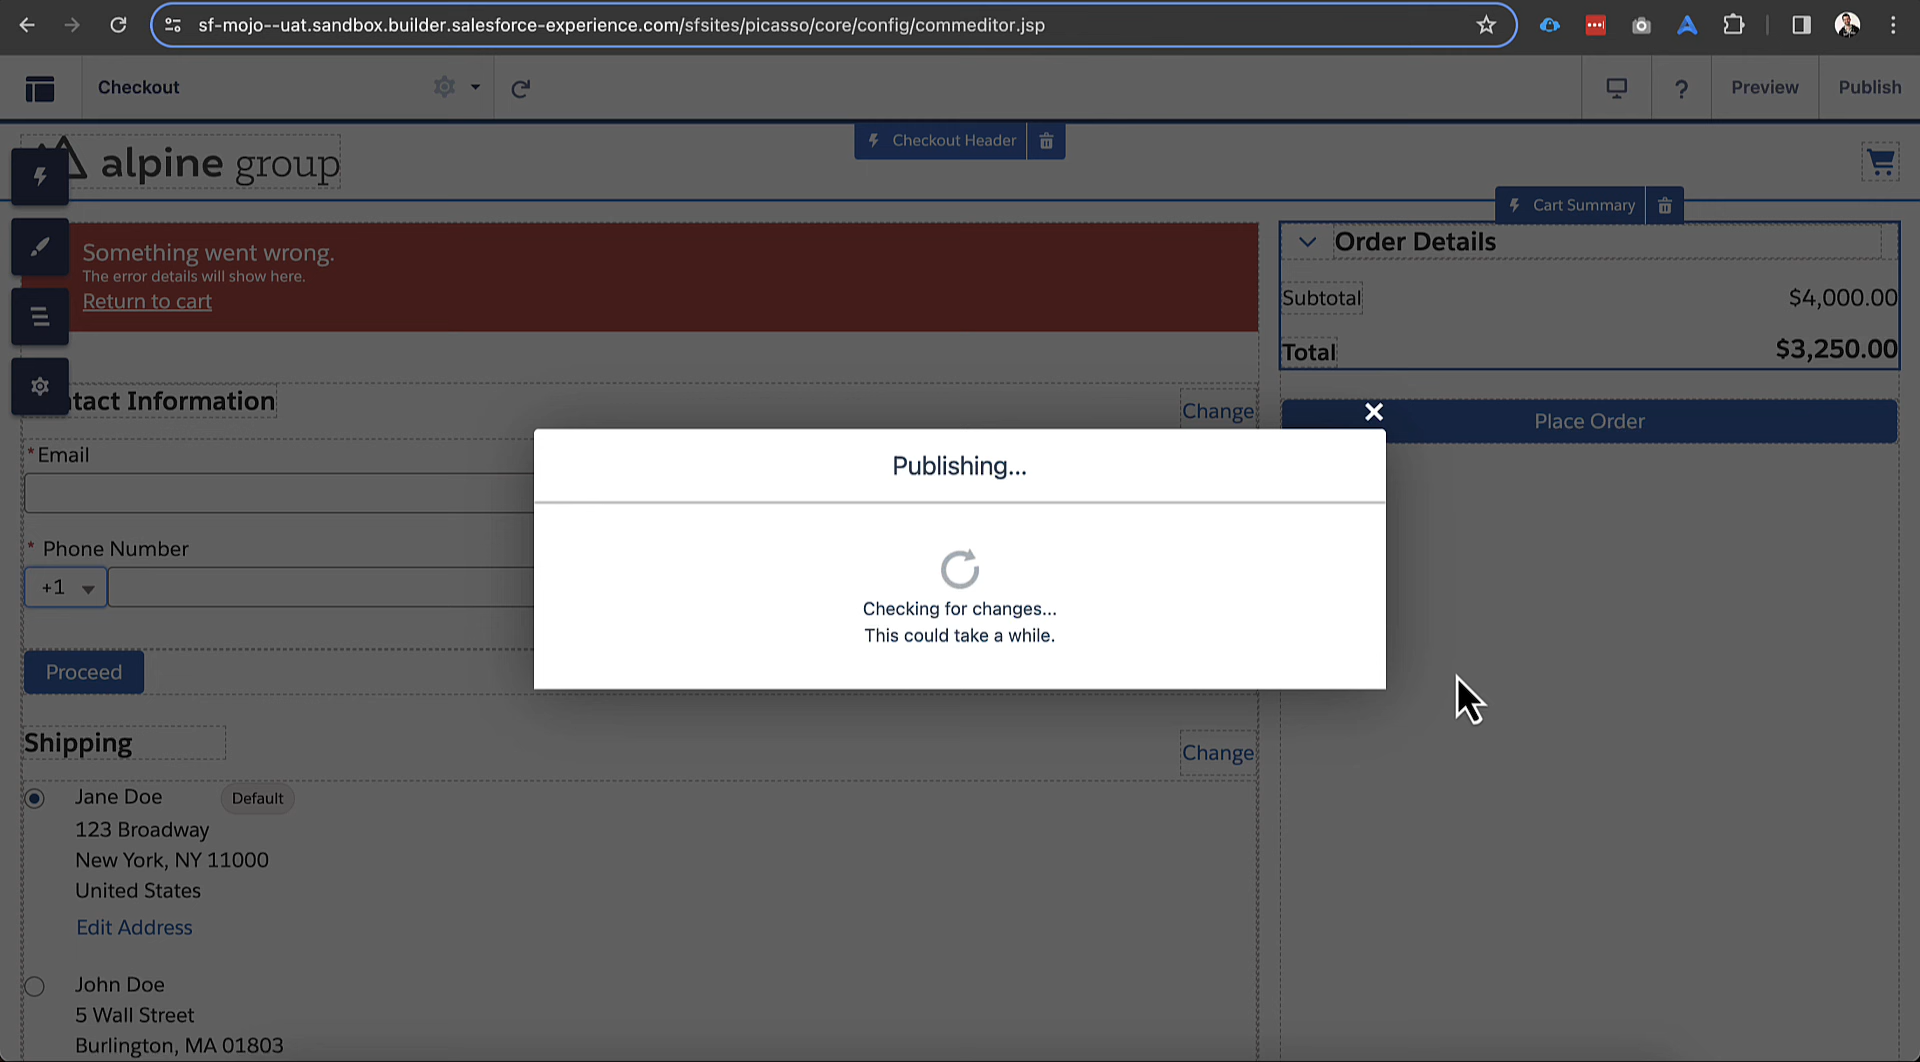 sf-mojo--uat.sandbox.builder.salesforce-experience.com/sfsites/picasso/core/config/commeditor.jsp
Checkout
?
Preview
Publish
alpine group
Checkout Header
Cart Summary
Something went wrong.
The error details will show here.
Return to cart
Order Details
Subtotal
$4,000.00
Total
$3,250.00
Place Order
tact Information
Change
*Email
* Phone Number
+1
Proceed
Publishing...
Checking for changes...
This could take a while.
Shipping
Change
Jane Doe
Default
123 Broadway
New York, NY 11000
United States
Edit Address
John Doe
5 Wall Street
Burlington, MA 01803